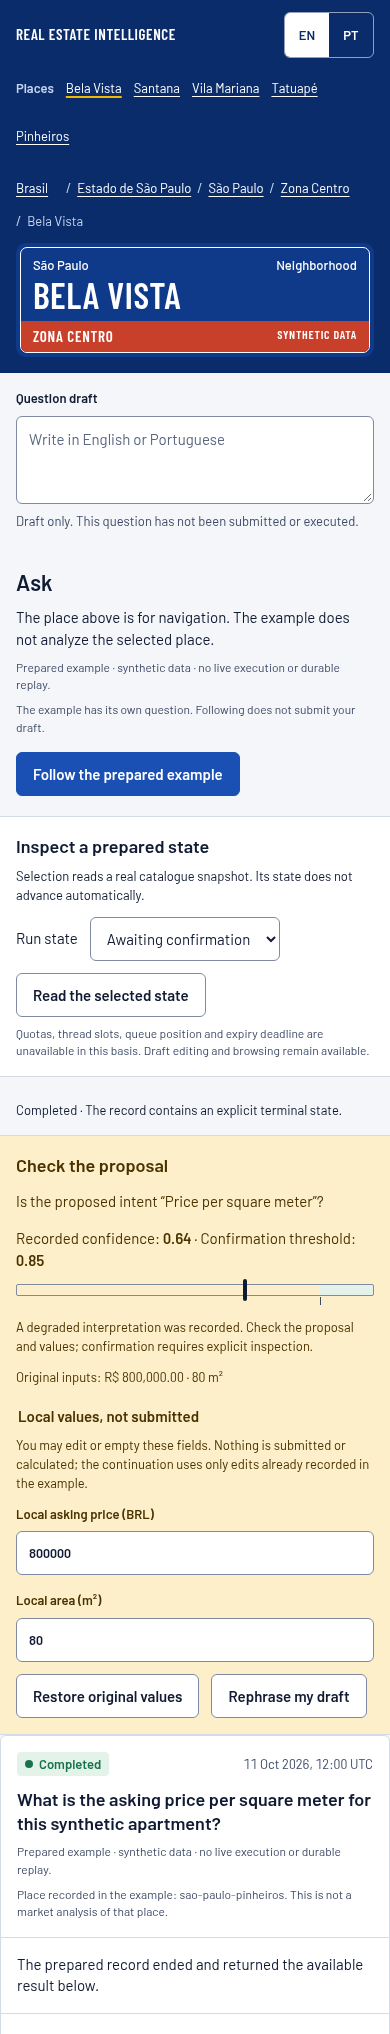 REAL ESTATE INTELLIGENCE
EN PT
Places Bela Vista Santana Vila Mariana Tatuapé
Pinheiros
Brasil / Estado de São Paulo / São Paulo / Zona Centro
/ Bela Vista
São Paulo Neighborhood
BELA VISTA
ZONA CENTRO SYNTHETIC DATA
Question draft
Write in English or Portuguese
Draft only. This question has not been submitted or executed.
Ask
The place above is for navigation. The example does
not analyze the selected place.
Prepared example · synthetic data · no live execution or durable
replay.
The example has its own question. Following does not submit your
draft.
Follow the prepared example
Inspect a prepared state
Selection reads a real catalogue snapshot. Its state does not
advance automatically.
Run state Awaiting confirmation
Read the selected state
Quotas, thread slots, queue position and expiry deadline are
unavailable in this basis. Draft editing and browsing remain available.
Completed · The record contains an explicit terminal state.
Check the proposal
Is the proposed intent “Price per square meter”?
Recorded confidence: 0.64 · Confirmation threshold:
0.85
A degraded interpretation was recorded. Check the proposal
and values; confirmation requires explicit inspection.
Original inputs: R$ 800,000.00 · 80 m²
Local values, not submitted
You may edit or empty these fields. Nothing is submitted or
calculated; the continuation uses only edits already recorded in
the example.
Local asking price (BRL)
800000
Local area (m²)
80
Restore original values Rephrase my draft
Completed 11 Oct 2026, 12:00 UTC
What is the asking price per square meter for
this synthetic apartment?
Prepared example · synthetic data · no live execution or durable
replay.
Place recorded in the example: sao-paulo-pinheiros. This is not a
market analysis of that place.
The prepared record ended and returned the available
result below.